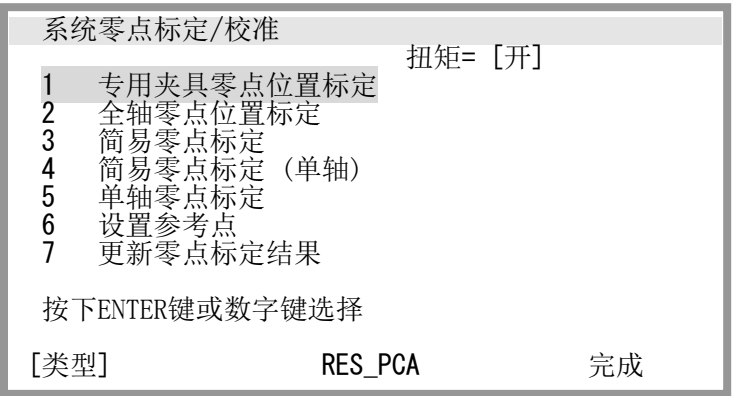 系统零点标定/校准
扭矩= [开]
1 专用夹具零点位置标定
2 全轴零点位置标定
3 简易零点标定
4 简易零点标定 (单轴)
5 单轴零点标定
6 设置参考点
7 更新零点标定结果
按下ENTER键或数字键选择
[类型] RES_PCA 完成